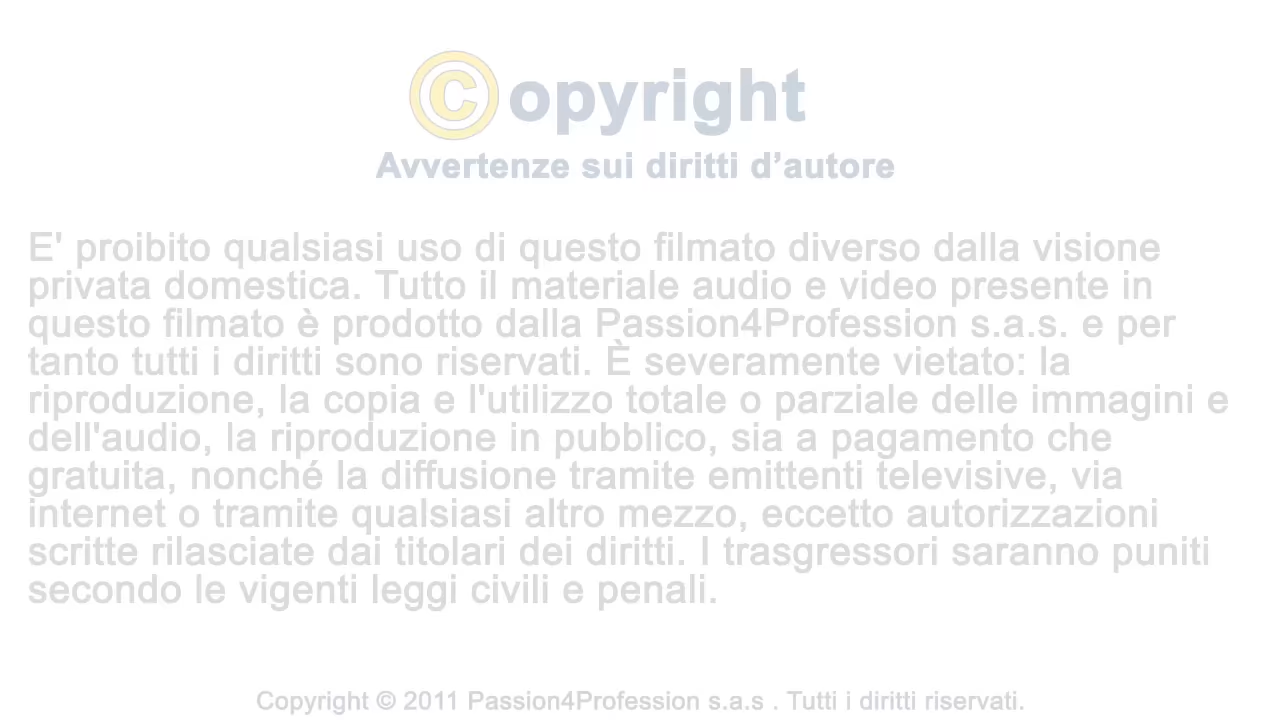 ©opyright
Avvertenze sui diritti d’autore
E' proibito qualsiasi uso di questo filmato diverso dalla visione
privata domestica. Tutto il materiale audio e video presente in
questo filmato è prodotto dalla Passion4Profession s.a.s. e per
tanto tutti i diritti sono riservati. È severamente vietato: la
riproduzione, la copia e l'utilizzo totale o parziale delle immagini e
dell'audio, la riproduzione in pubblico, sia a pagamento che
gratuita, nonché la diffusione tramite emittenti televisive, via
internet o tramite qualsiasi altro mezzo, eccetto autorizzazioni
scritte rilasciate dai titolari dei diritti. I trasgressori saranno puniti
secondo le vigenti leggi civili e penali.
Copyright © 2011 Passion4Profession s.a.s . Tutti i diritti riservati.